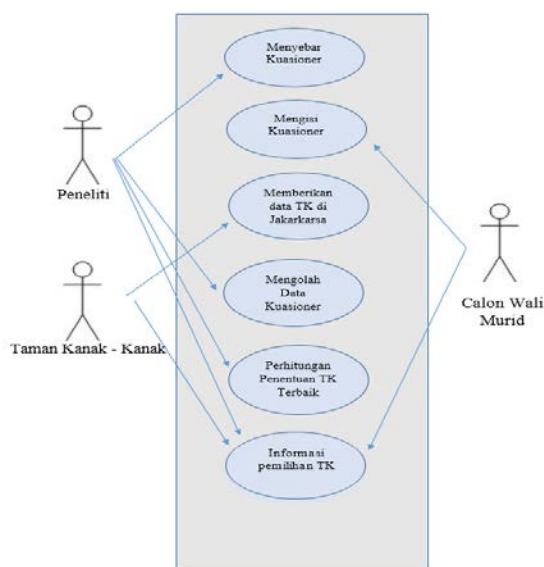 Menyebar
Kuasioner
Mengisi
Kuasioner
Peneliti
Memberikan
data TK di
Jakarkarsa
Mengolah
Data
Kuasioner
Calon Wali
Murid
Taman Kanak - Kanak
Perhitungan
Penentuan TK
Terbaik
Informasi
pemilihan TK